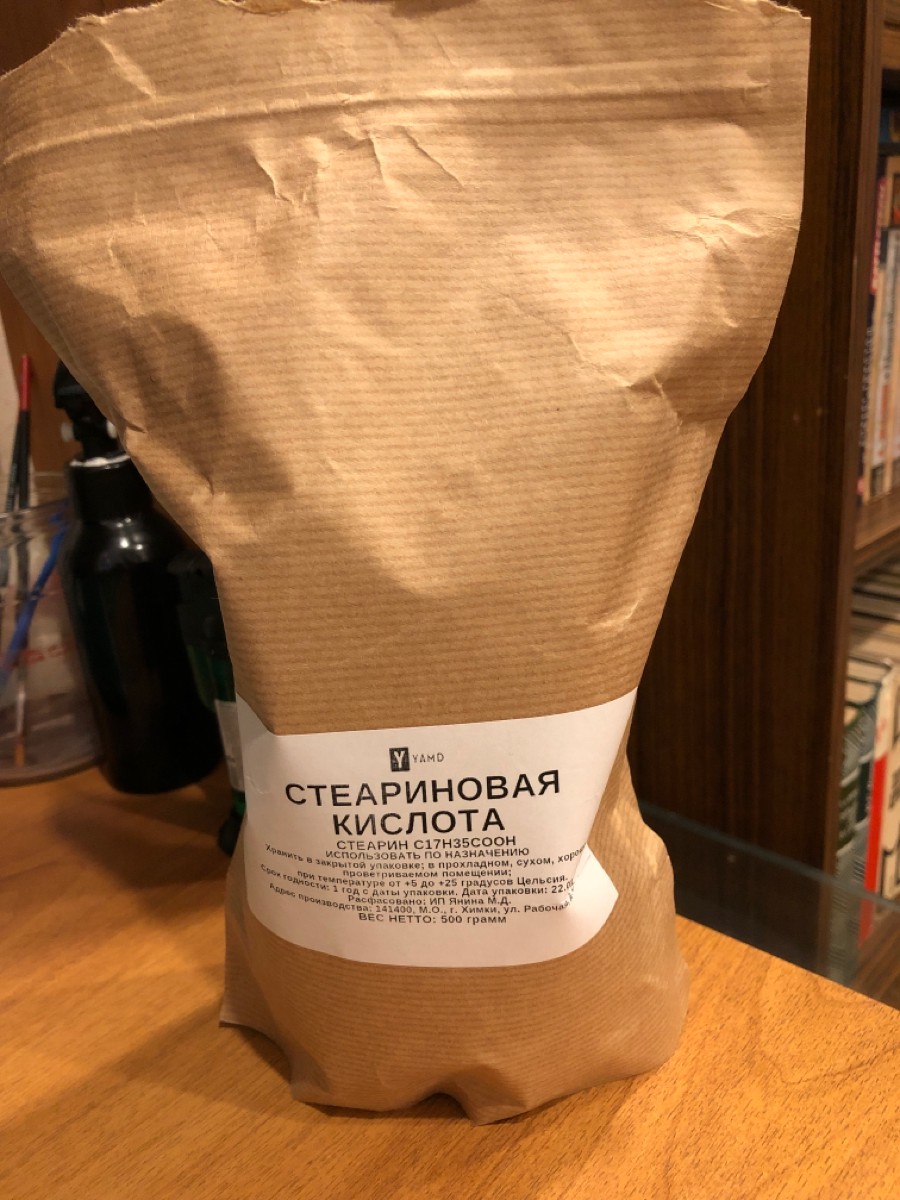 Y YAMD
СТЕАРИНОВАЯ
КИСЛОТА
СТЕАРИН C17H35COOH
ИСПОЛЬЗОВАТЬ ПО НАЗНАЧЕНИЮ
Хранить в закрытой упаковке; в прохладном, сухом,
проветриваемом помещении;
при температуре от +5 до +25 градусов Цельсия.
Срок годности: 1 год с даты упаковки. Дата упаковки: 22.
Расфасовано: ИП Янина М.Д.
Адрес производства: 141400, М.О., г. Химки, ул.
ВЕС НЕТТО: 500 грамм